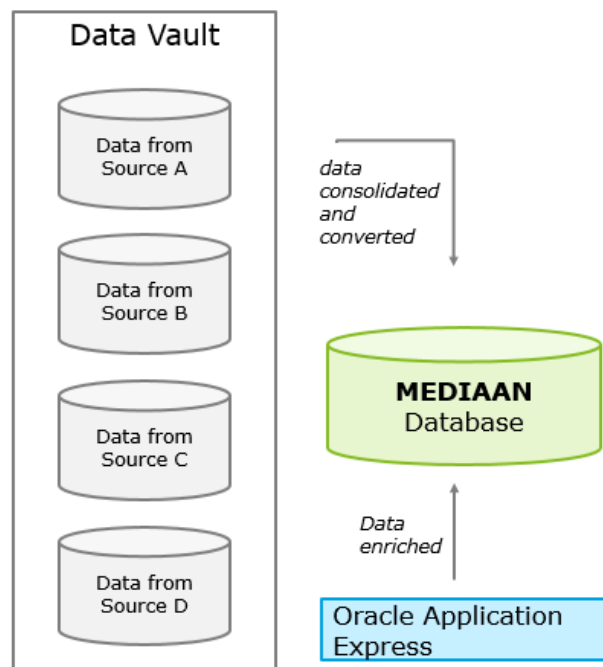 Data Vault
Data from
Source A
Data from
Source B
Data from
Source C
Data from
Source D
data
consolidated
and
converted
MEDIAAN
Database
Data
enriched
Oracle Application
Express